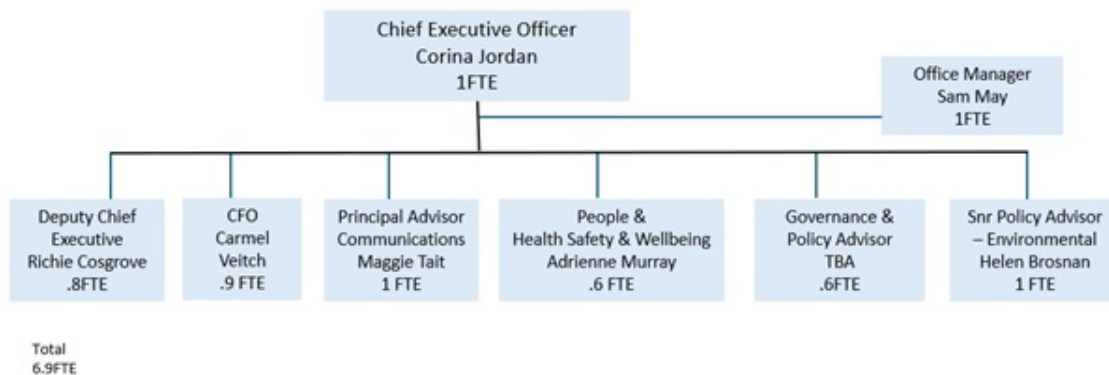 Chief Executive Officer
Corina Jordan
1FTE
Office Manager
Sam May
1FTE
Deputy Chief
Executive
Richie Cosgrove
.8FTE
CFO
Carmel
Veitch
.9 FTE
Principal Advisor
Communications
Maggie Tait
1 FTE
People &
Health Safety & Wellbeing
Adrienne Murray
.6 FTE
Governance &
Policy Advisor
TBA
.6FTE
Snr Policy Advisor
– Environmental
Helen Brosnan
1 FTE
Total
6.9FTE